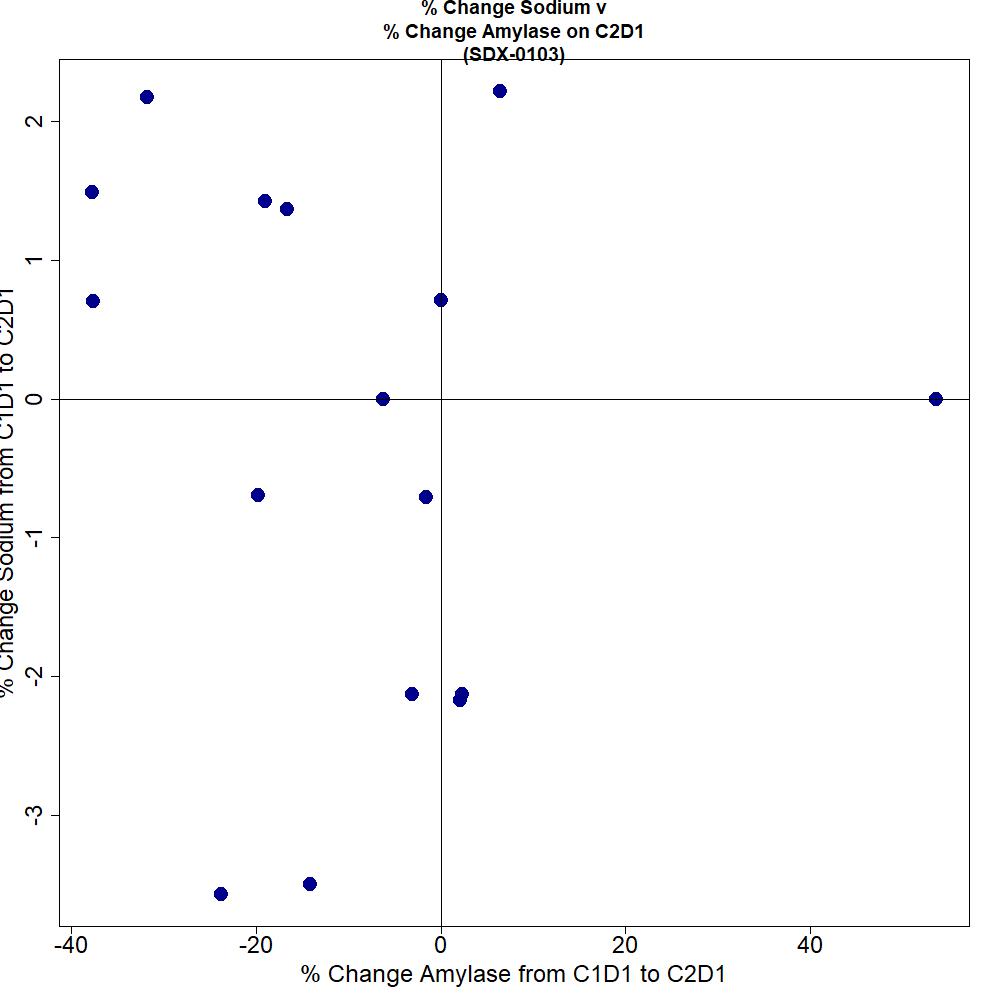 % Change Sodium v
% Change Amylase on C2D1
(SDX-0103)
% Change Sodium from C1D1 to C2D1
2
1
0
-1
-2
-3
-40 -20 0 20 40
% Change Amylase from C1D1 to C2D1